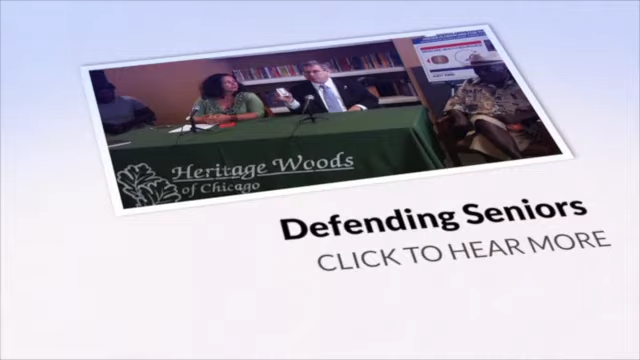 Heritage Woods
of Chicago
Defending Seniors
CLICK TO HEAR MORE